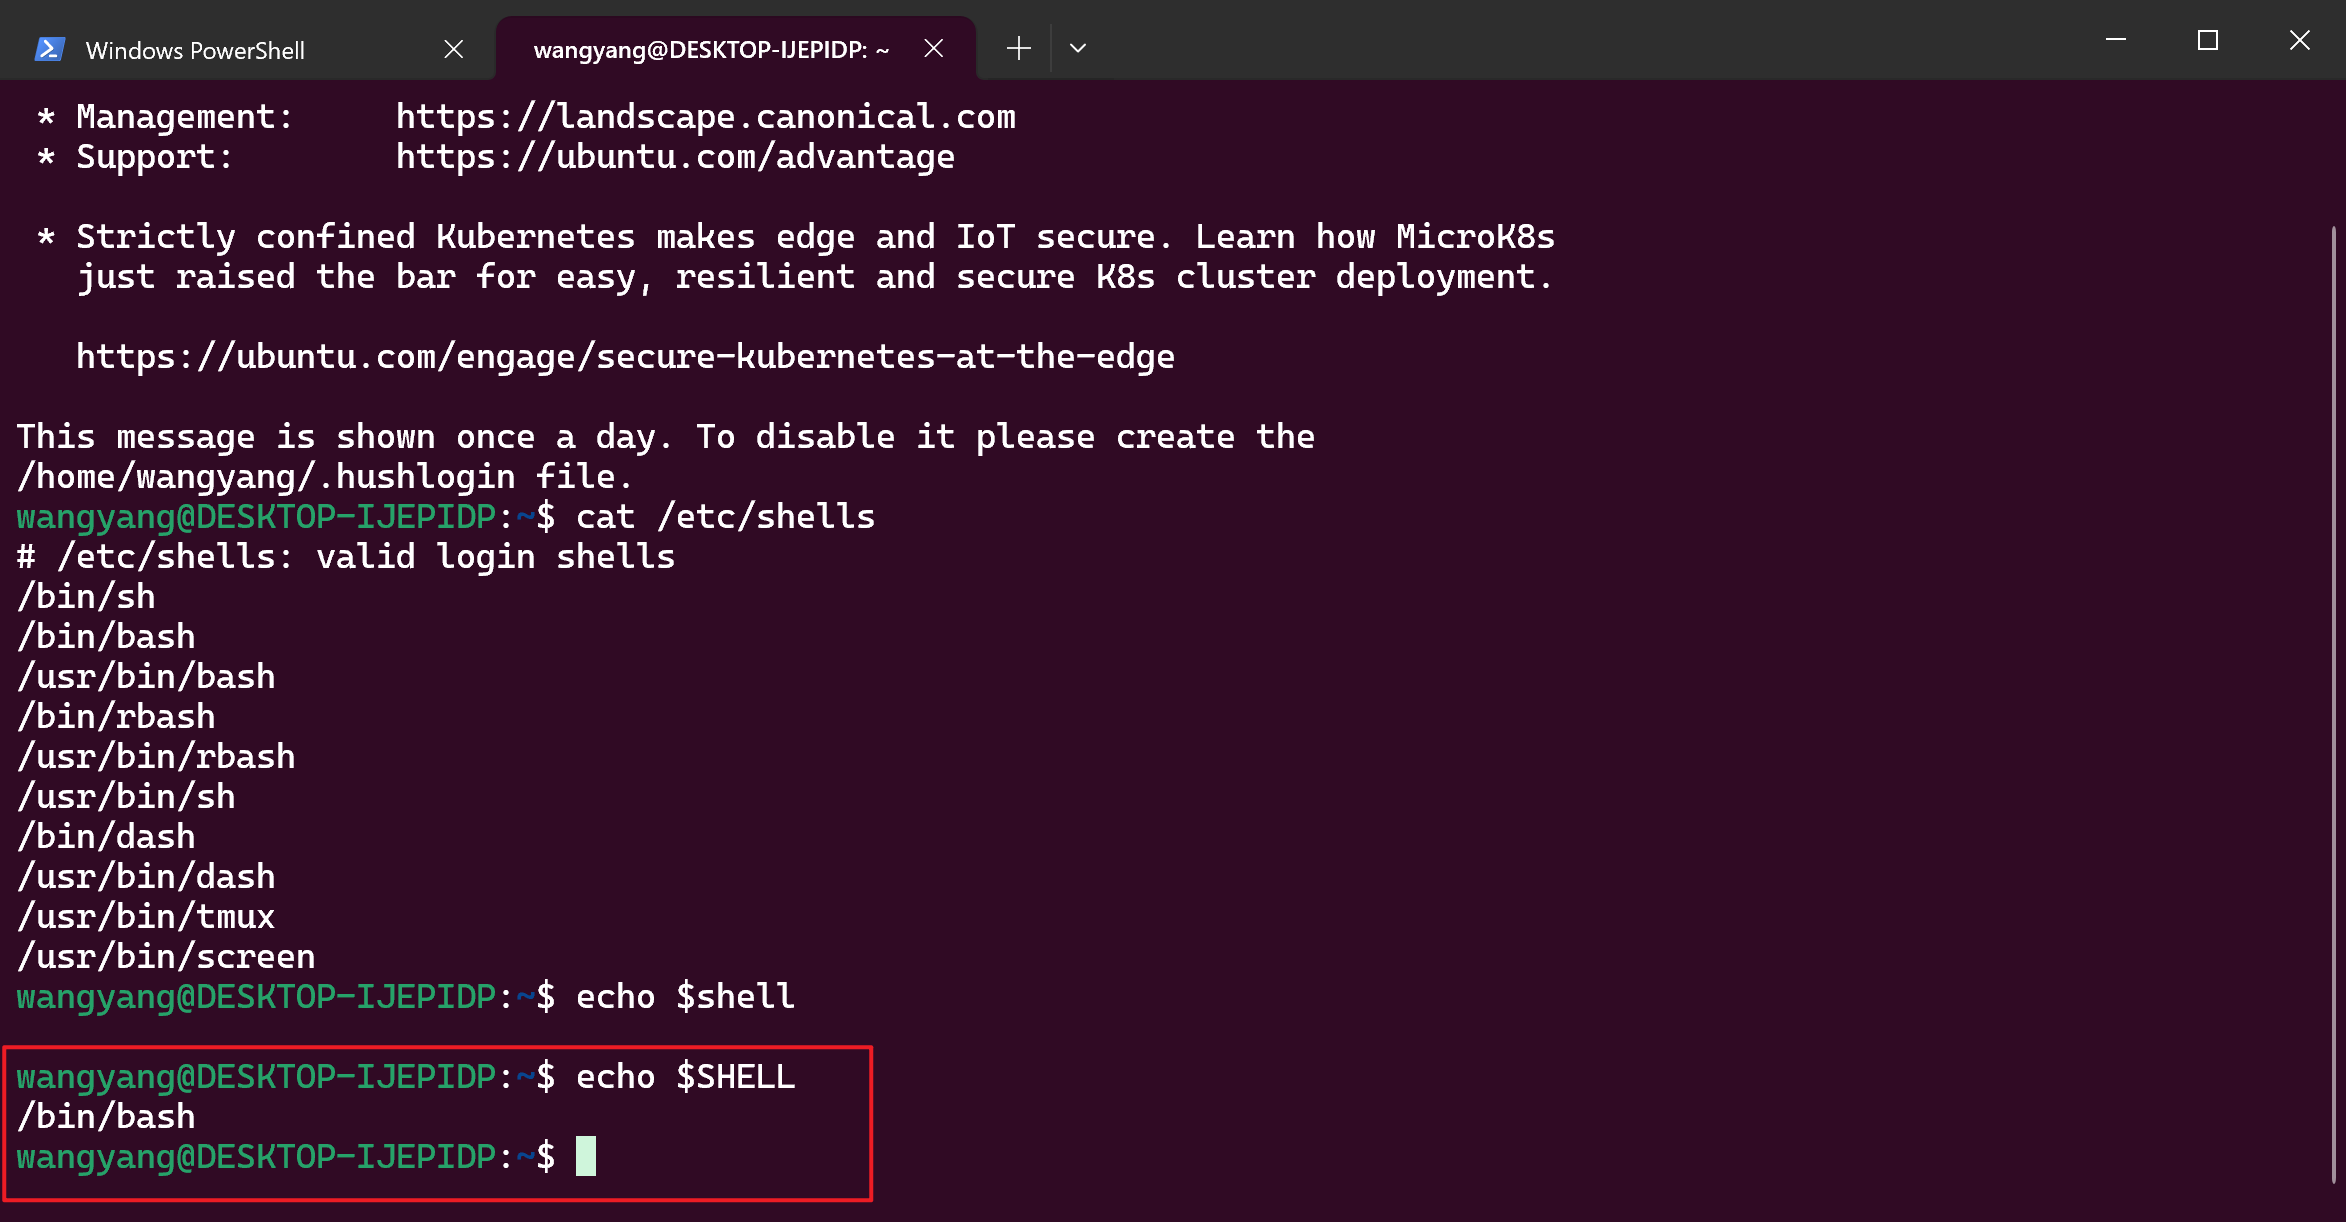 Windows PowerShell
wangyang@DESKTOP-IJEPIDP: ~
* Management:     https://landscape.canonical.com
* Support:        https://ubuntu.com/advantage
* Strictly confined Kubernetes makes edge and IoT secure. Learn how MicroK8s
just raised the bar for easy, resilient and secure K8s cluster deployment.
https://ubuntu.com/engage/secure-kubernetes-at-the-edge
This message is shown once a day. To disable it please create the
/home/wangyang/.hushlogin file.
wangyang@DESKTOP-IJEPIDP:~$ cat /etc/shells
# /etc/shells: valid login shells
/bin/sh
/bin/bash
/usr/bin/bash
/bin/rbash
/usr/bin/rbash
/usr/bin/sh
/bin/dash
/usr/bin/dash
/usr/bin/tmux
/usr/bin/screen
wangyang@DESKTOP-IJEPIDP:~$ echo $shell
wangyang@DESKTOP-IJEPIDP:~$ echo $SHELL
/bin/bash
wangyang@DESKTOP-IJEPIDP:~$